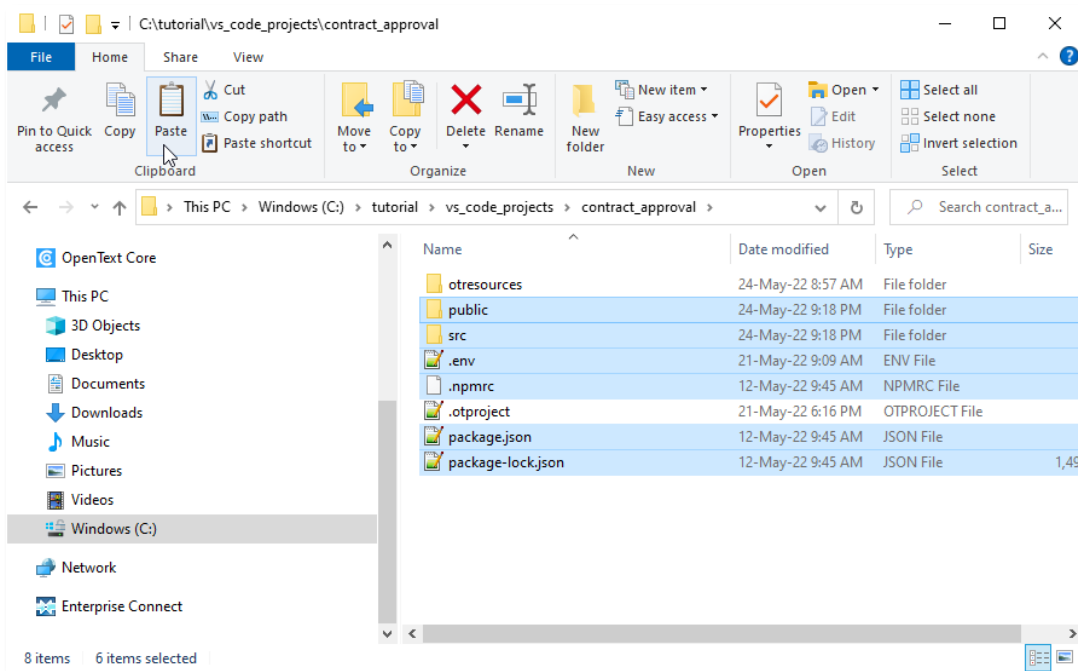 C:\tutorial\vs_code_projects\contract_approval
File Home Share View
Pin to Quick access
Copy
Paste
Cut
Copy path
Paste shortcut
Clipboard
Move to
Copy to
Delete
Rename
Organize
New folder
New item
Easy access
New
Properties
Open
Edit
History
Open
Select all
Select none
Invert selection
Select
This PC > Windows (C:) > tutorial > vs_code_projects > contract_approval >
Search contract_a...
OpenText Core
This PC
3D Objects
Desktop
Documents
Downloads
Music
Pictures
Videos
Windows (C:)
Network
Enterprise Connect
Name Date modified Type Size
otresources 24-May-22 8:57 AM File folder
public 24-May-22 9:18 PM File folder
src 24-May-22 9:18 PM File folder
.env 21-May-22 9:09 AM ENV File
.npmrc 12-May-22 9:45 AM NPMRC File
.otproject 21-May-22 6:16 PM OTPROJECT File
package.json 12-May-22 9:45 AM JSON File
package-lock.json 12-May-22 9:45 AM JSON File 1,49
8 items 6 items selected